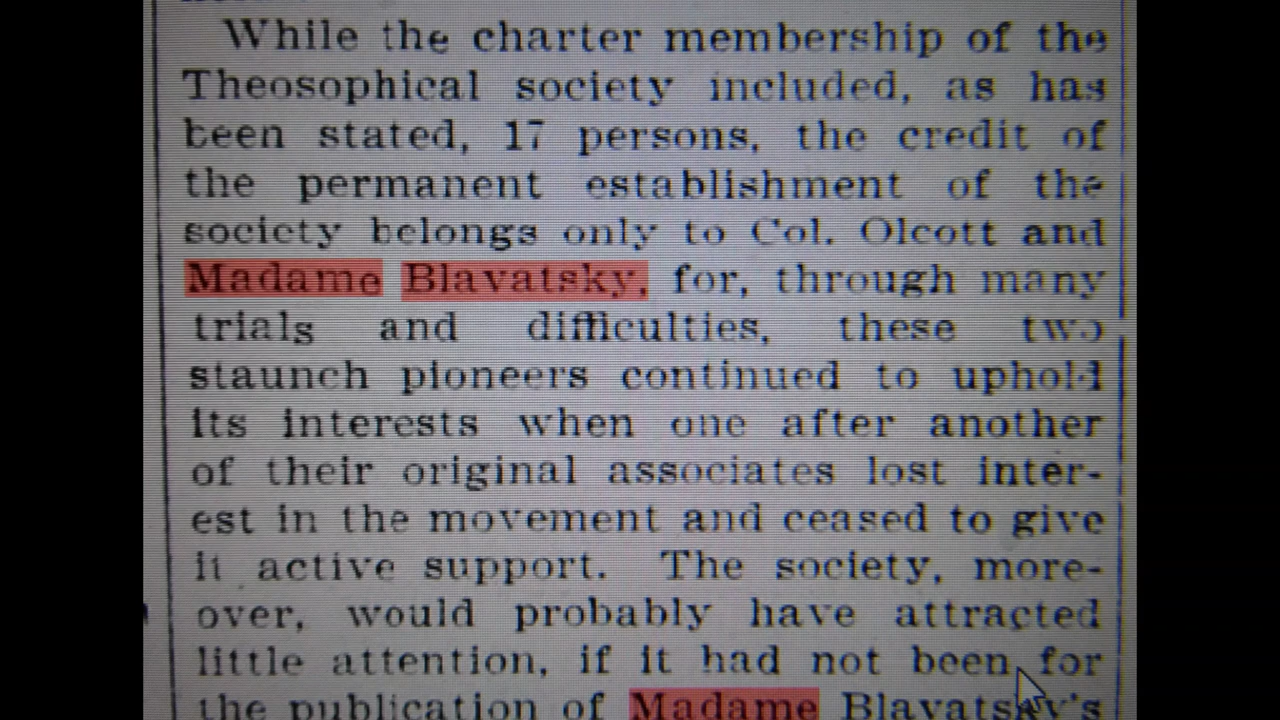 While the charter membership of the
Theosophical society included, as has
been stated, 17 persons, the credit of
the permanent establishment of the
society belongs only to Col. Olcott and
Madame Blavatsky, for, through many
trials and difficulties, these two
staunch pioneers continued to uphold
its interests when one after another
of their original associates lost inter-
est in the movement and ceased to give
it active support. The society, more-
over, would probably have attracted
little attention, if it had not been for
the publication of Madame Blavatsky's